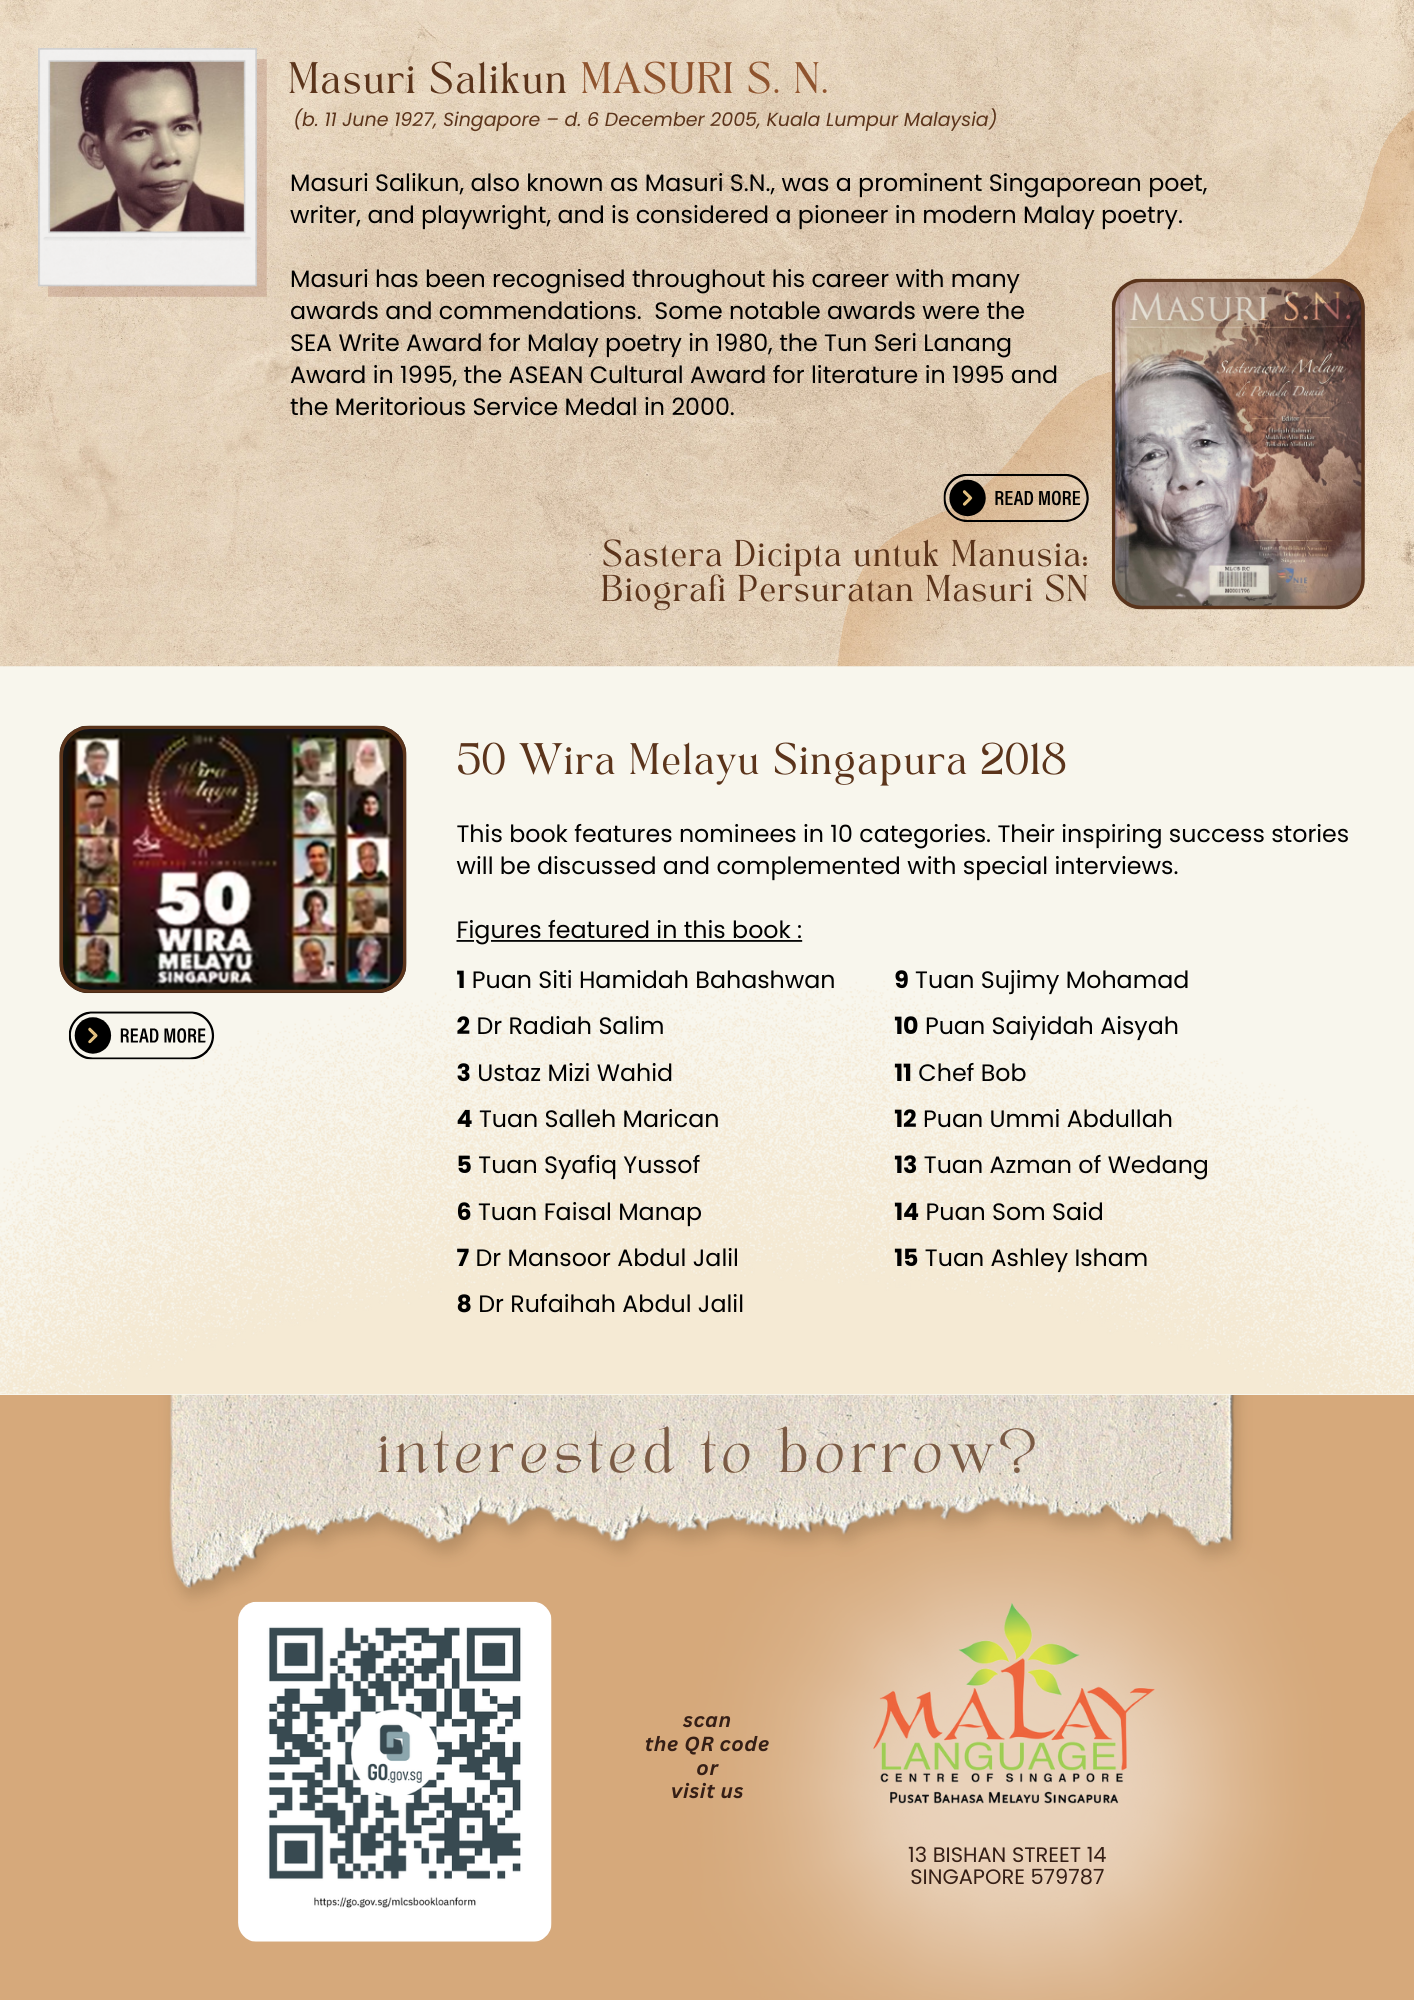 Masuri Salikun MASURI S. N.
(b. 11 June 1927, Singapore – d. 6 December 2005, Kuala Lumpur Malaysia)
Masuri Salikun, also known as Masuri S.N., was a prominent Singaporean poet,
writer, and playwright, and is considered a pioneer in modern Malay poetry.
Masuri has been recognised throughout his career with many
awards and commendations.  Some notable awards were the
SEA Write Award for Malay poetry in 1980, the Tun Seri Lanang
Award in 1995, the ASEAN Cultural Award for literature in 1995 and
the Meritorious Service Medal in 2000.
MASURI S.N.
Sasterawan Melayu
di Persada Dunia
Editor
MLCS RC
NIE
READ MORE
Sastera Dicipta untuk Manusia:
Biografi Persuratan Masuri SN
Wira
Melayu
50
WIRA
MELAYU
SINGAPURA
READ MORE
50 Wira Melayu Singapura 2018
This book features nominees in 10 categories. Their inspiring success stories
will be discussed and complemented with special interviews.
Figures featured in this book :
1 Puan Siti Hamidah Bahashwan
2 Dr Radiah Salim
3 Ustaz Mizi Wahid
4 Tuan Salleh Marican
5 Tuan Syafiq Yussof
6 Tuan Faisal Manap
7 Dr Mansoor Abdul Jalil
8 Dr Rufaihah Abdul Jalil
9 Tuan Sujimy Mohamad
10 Puan Saiyidah Aisyah
11 Chef Bob
12 Puan Ummi Abdullah
13 Tuan Azman of Wedang
14 Puan Som Said
15 Tuan Ashley Isham
interested to borrow?
GO.gov.sg
https://go.gov.sg/mlcsbookloanform
scan
the QR code
or
visit us
MALAY
LANGUAGE
CENTRE OF SINGAPORE
PUSAT BAHASA MELAYU SINGAPURA
13 BISHAN STREET 14
SINGAPORE 579787